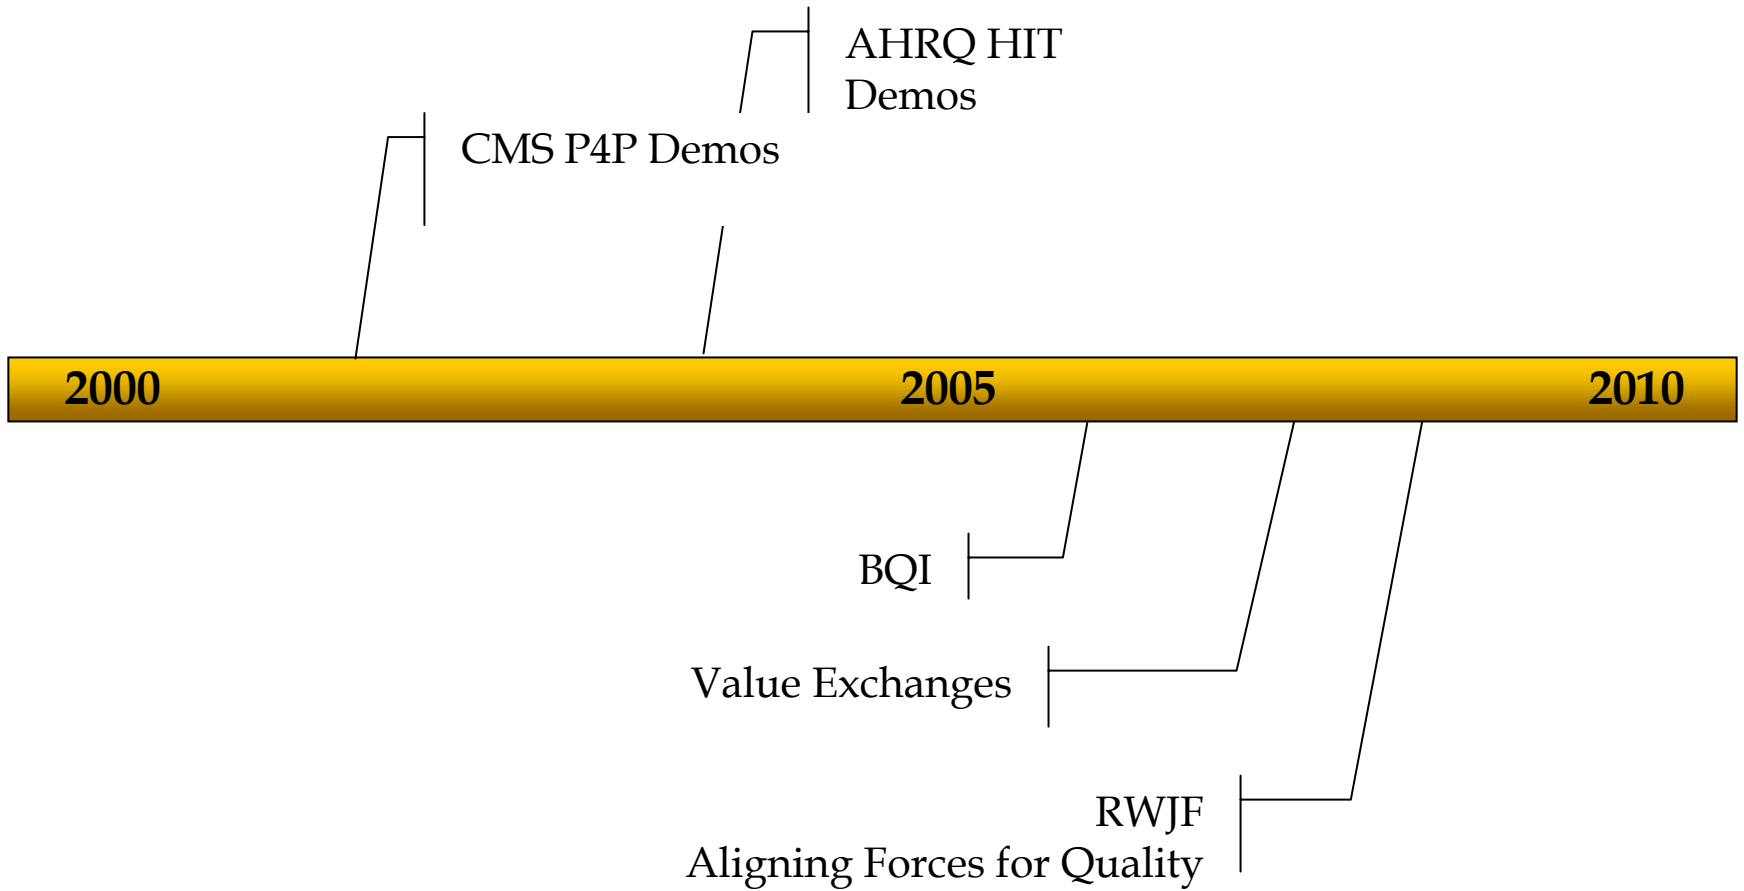 AHRQ HIT
Demos
CMS P4P Demos
2000 2005 2010
BQI
Value Exchanges
RWJF
Aligning Forces for Quality